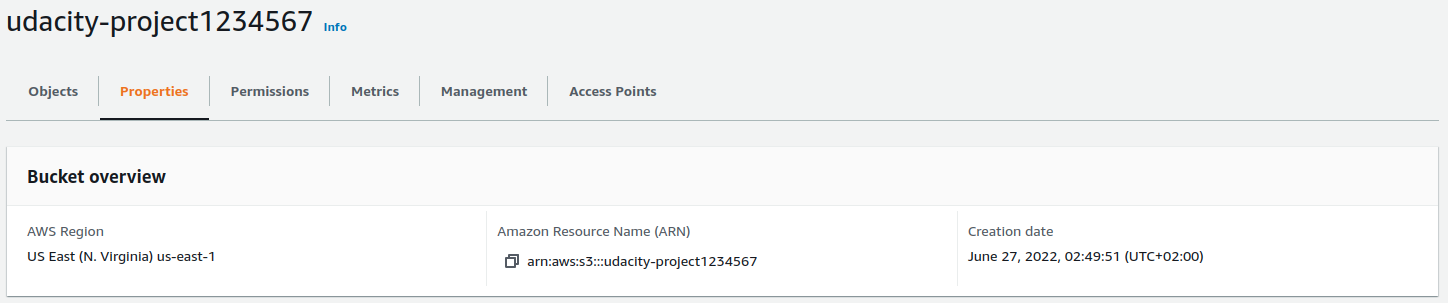 udacity-project1234567 Info
Objects Properties Permissions Metrics Management Access Points
Bucket overview
AWS Region
US East (N. Virginia) us-east-1
Amazon Resource Name (ARN)
arn:aws:s3:::udacity-project1234567
Creation date
June 27, 2022, 02:49:51 (UTC+02:00)